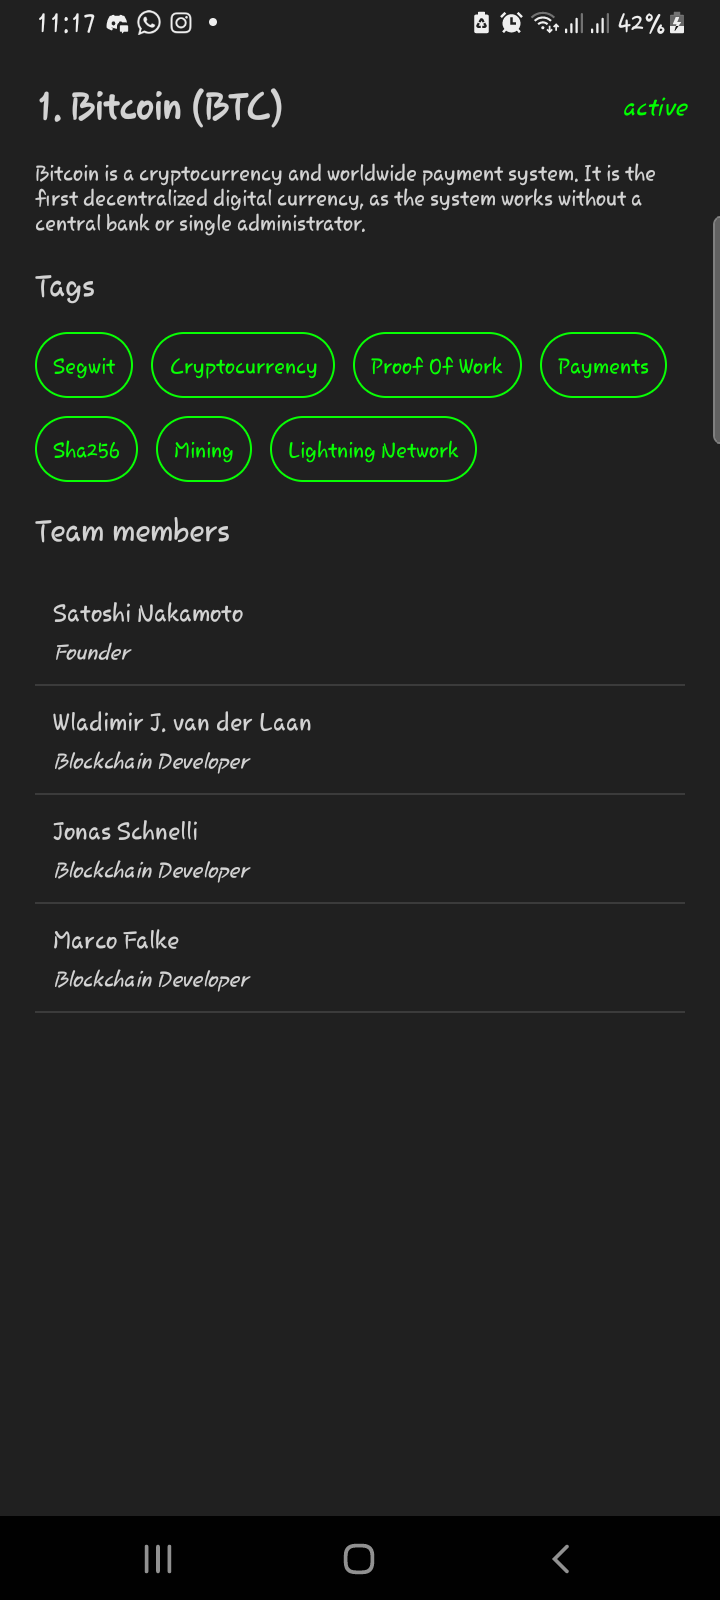 11:17 42%
1. Bitcoin (BTC) active
Bitcoin is a cryptocurrency and worldwide payment system. It is the
first decentralized digital currency, as the system works without a
central bank or single administrator.
Tags
Segwit Cryptocurrency Proof Of Work Payments
Sha256 Mining Lightning Network
Team members
Satoshi Nakamoto
Founder
Wladimir J. van der Laan
Blockchain Developer
Jonas Schnelli
Blockchain Developer
Marco Falke
Blockchain Developer